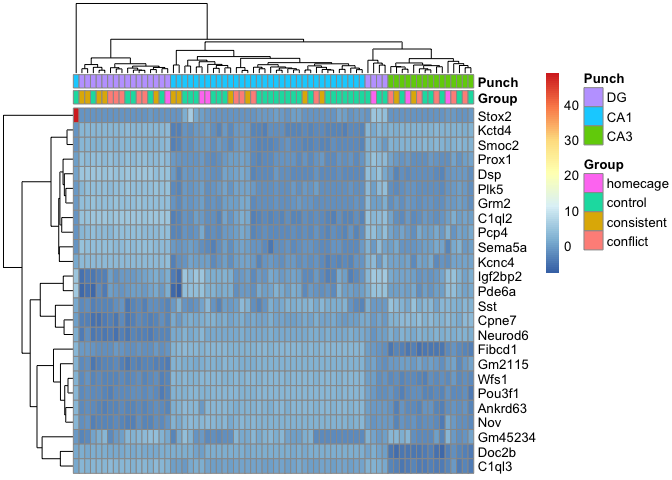 Punch
Group
Stox2
Kctd4
Smoc2
Prox1
Dsp
Plk5
Grm2
C1ql2
Pcp4
Sema5a
Kcnc4
Igf2bp2
Pde6a
Sst
Cpne7
Neurod6
Fibcd1
Gm2115
Wfs1
Pou3f1
Ankrd63
Nov
Gm45234
Doc2b
C1ql3
40
30
20
10
0
Punch
DG
CA1
CA3
Group
homecage
control
consistent
conflict